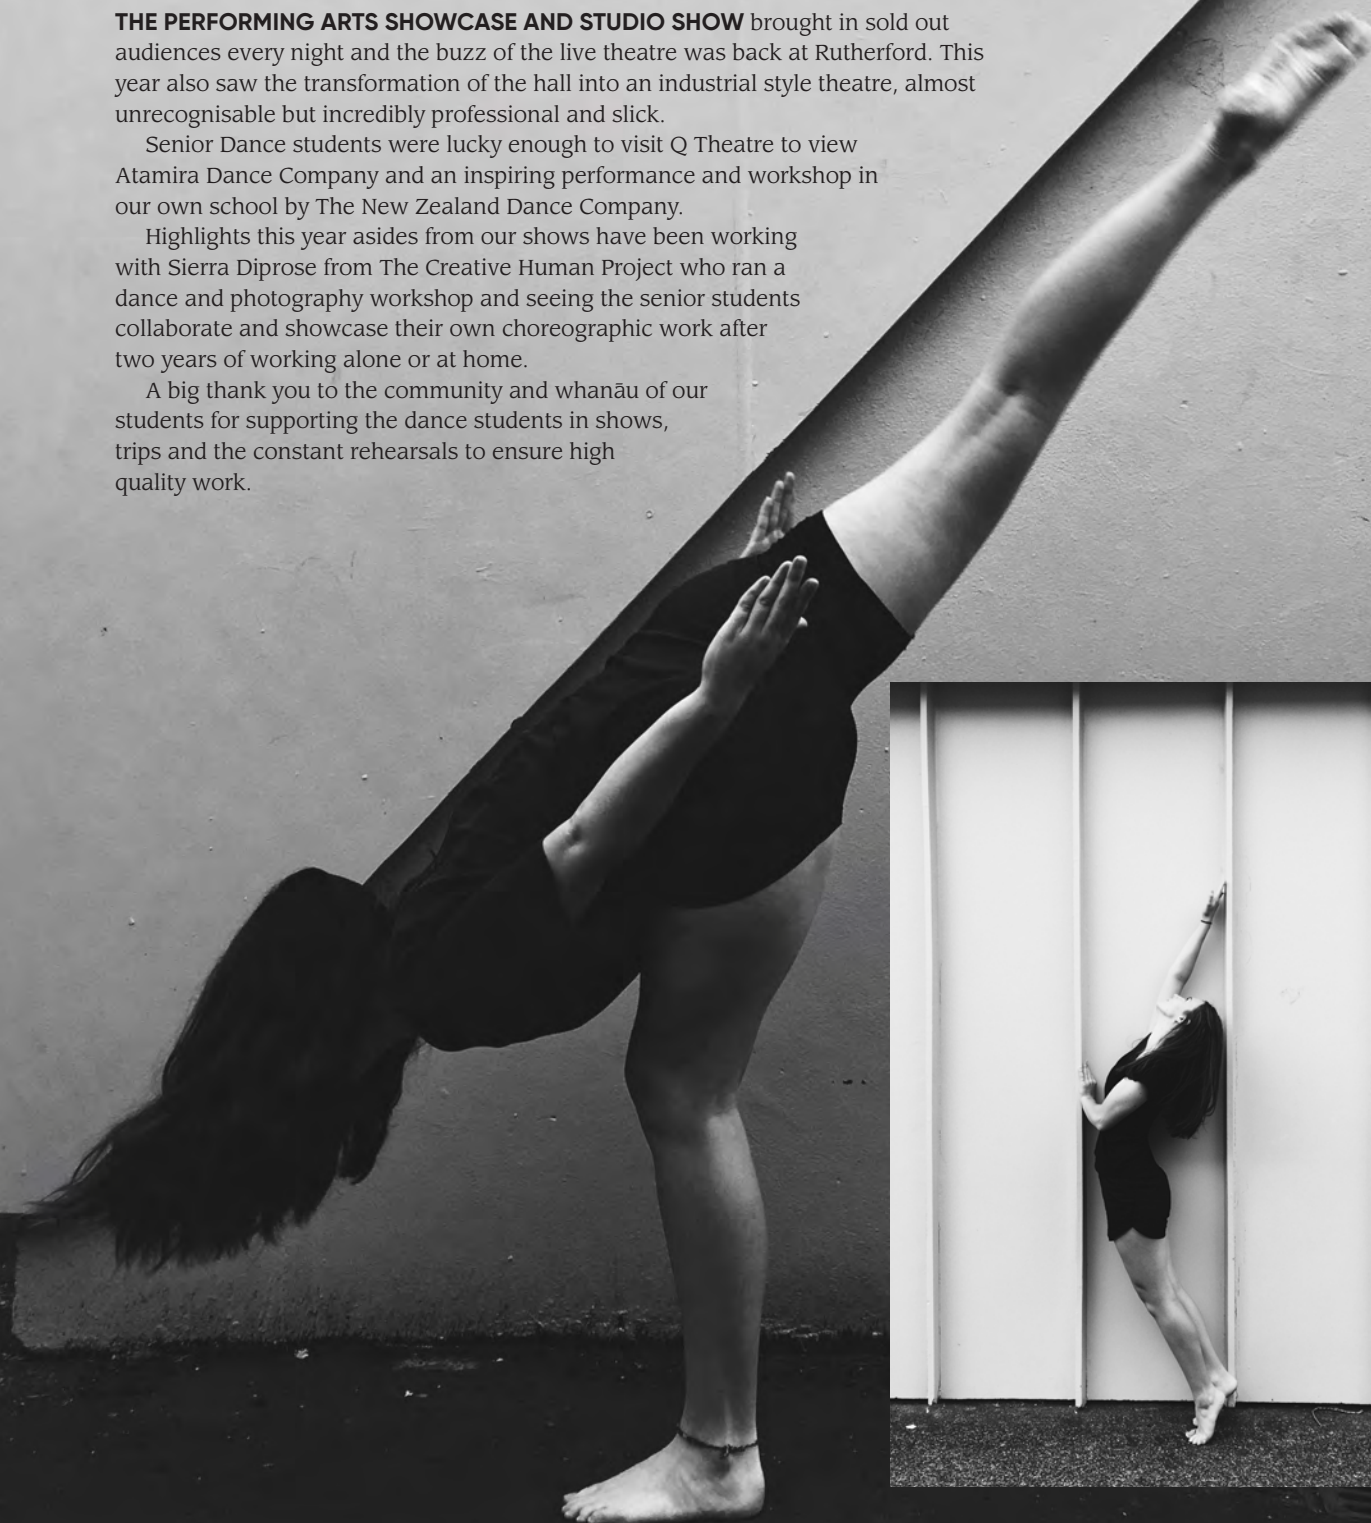 THE PERFORMING ARTS SHOWCASE AND STUDIO SHOW brought in sold out
audiences every night and the buzz of the live theatre was back at Rutherford. This
year also saw the transformation of the hall into an industrial style theatre, almost
unrecognisable but incredibly professional and slick.
Senior Dance students were lucky enough to visit Q Theatre to view
Atamira Dance Company and an inspiring performance and workshop in
our own school by The New Zealand Dance Company.
Highlights this year asides from our shows have been working
with Sierra Diprose from The Creative Human Project who ran a
dance and photography workshop and seeing the senior students
collaborate and showcase their own choreographic work after
two years of working alone or at home.
A big thank you to the community and whanāu of our
students for supporting the dance students in shows,
trips and the constant rehearsals to ensure high
quality work.